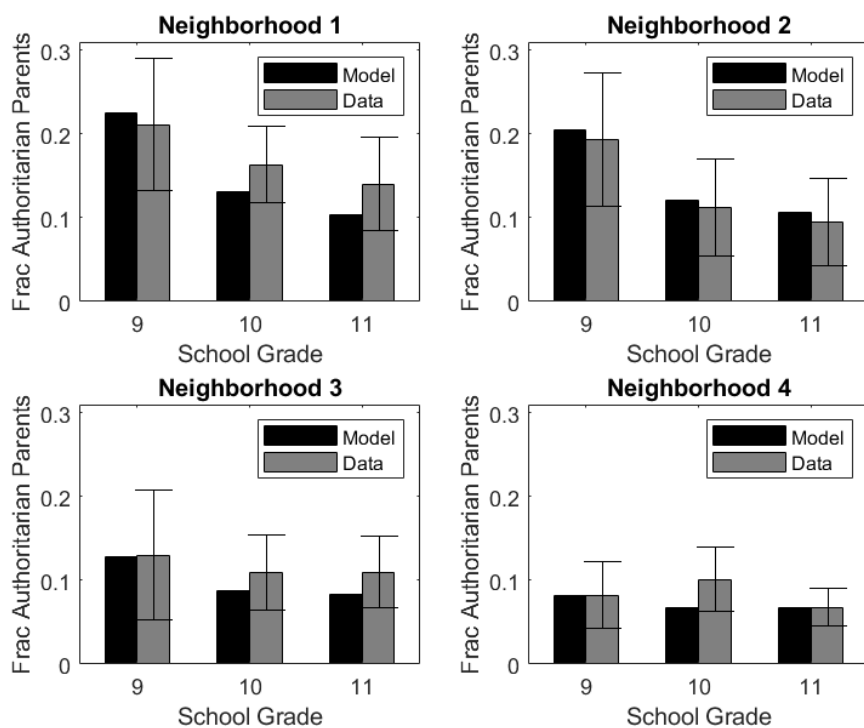 Neighborhood 1
0.3
0.2
0.1
0
Frac Authoritarian Parents
Model
Data
9 10 11
School Grade
Neighborhood 2
0.3
0.2
0.1
0
Frac Authoritarian Parents
Model
Data
9 10 11
School Grade
Neighborhood 3
0.3
0.2
0.1
0
Frac Authoritarian Parents
Model
Data
9 10 11
School Grade
Neighborhood 4
0.3
0.2
0.1
0
Frac Authoritarian Parents
Model
Data
9 10 11
School Grade